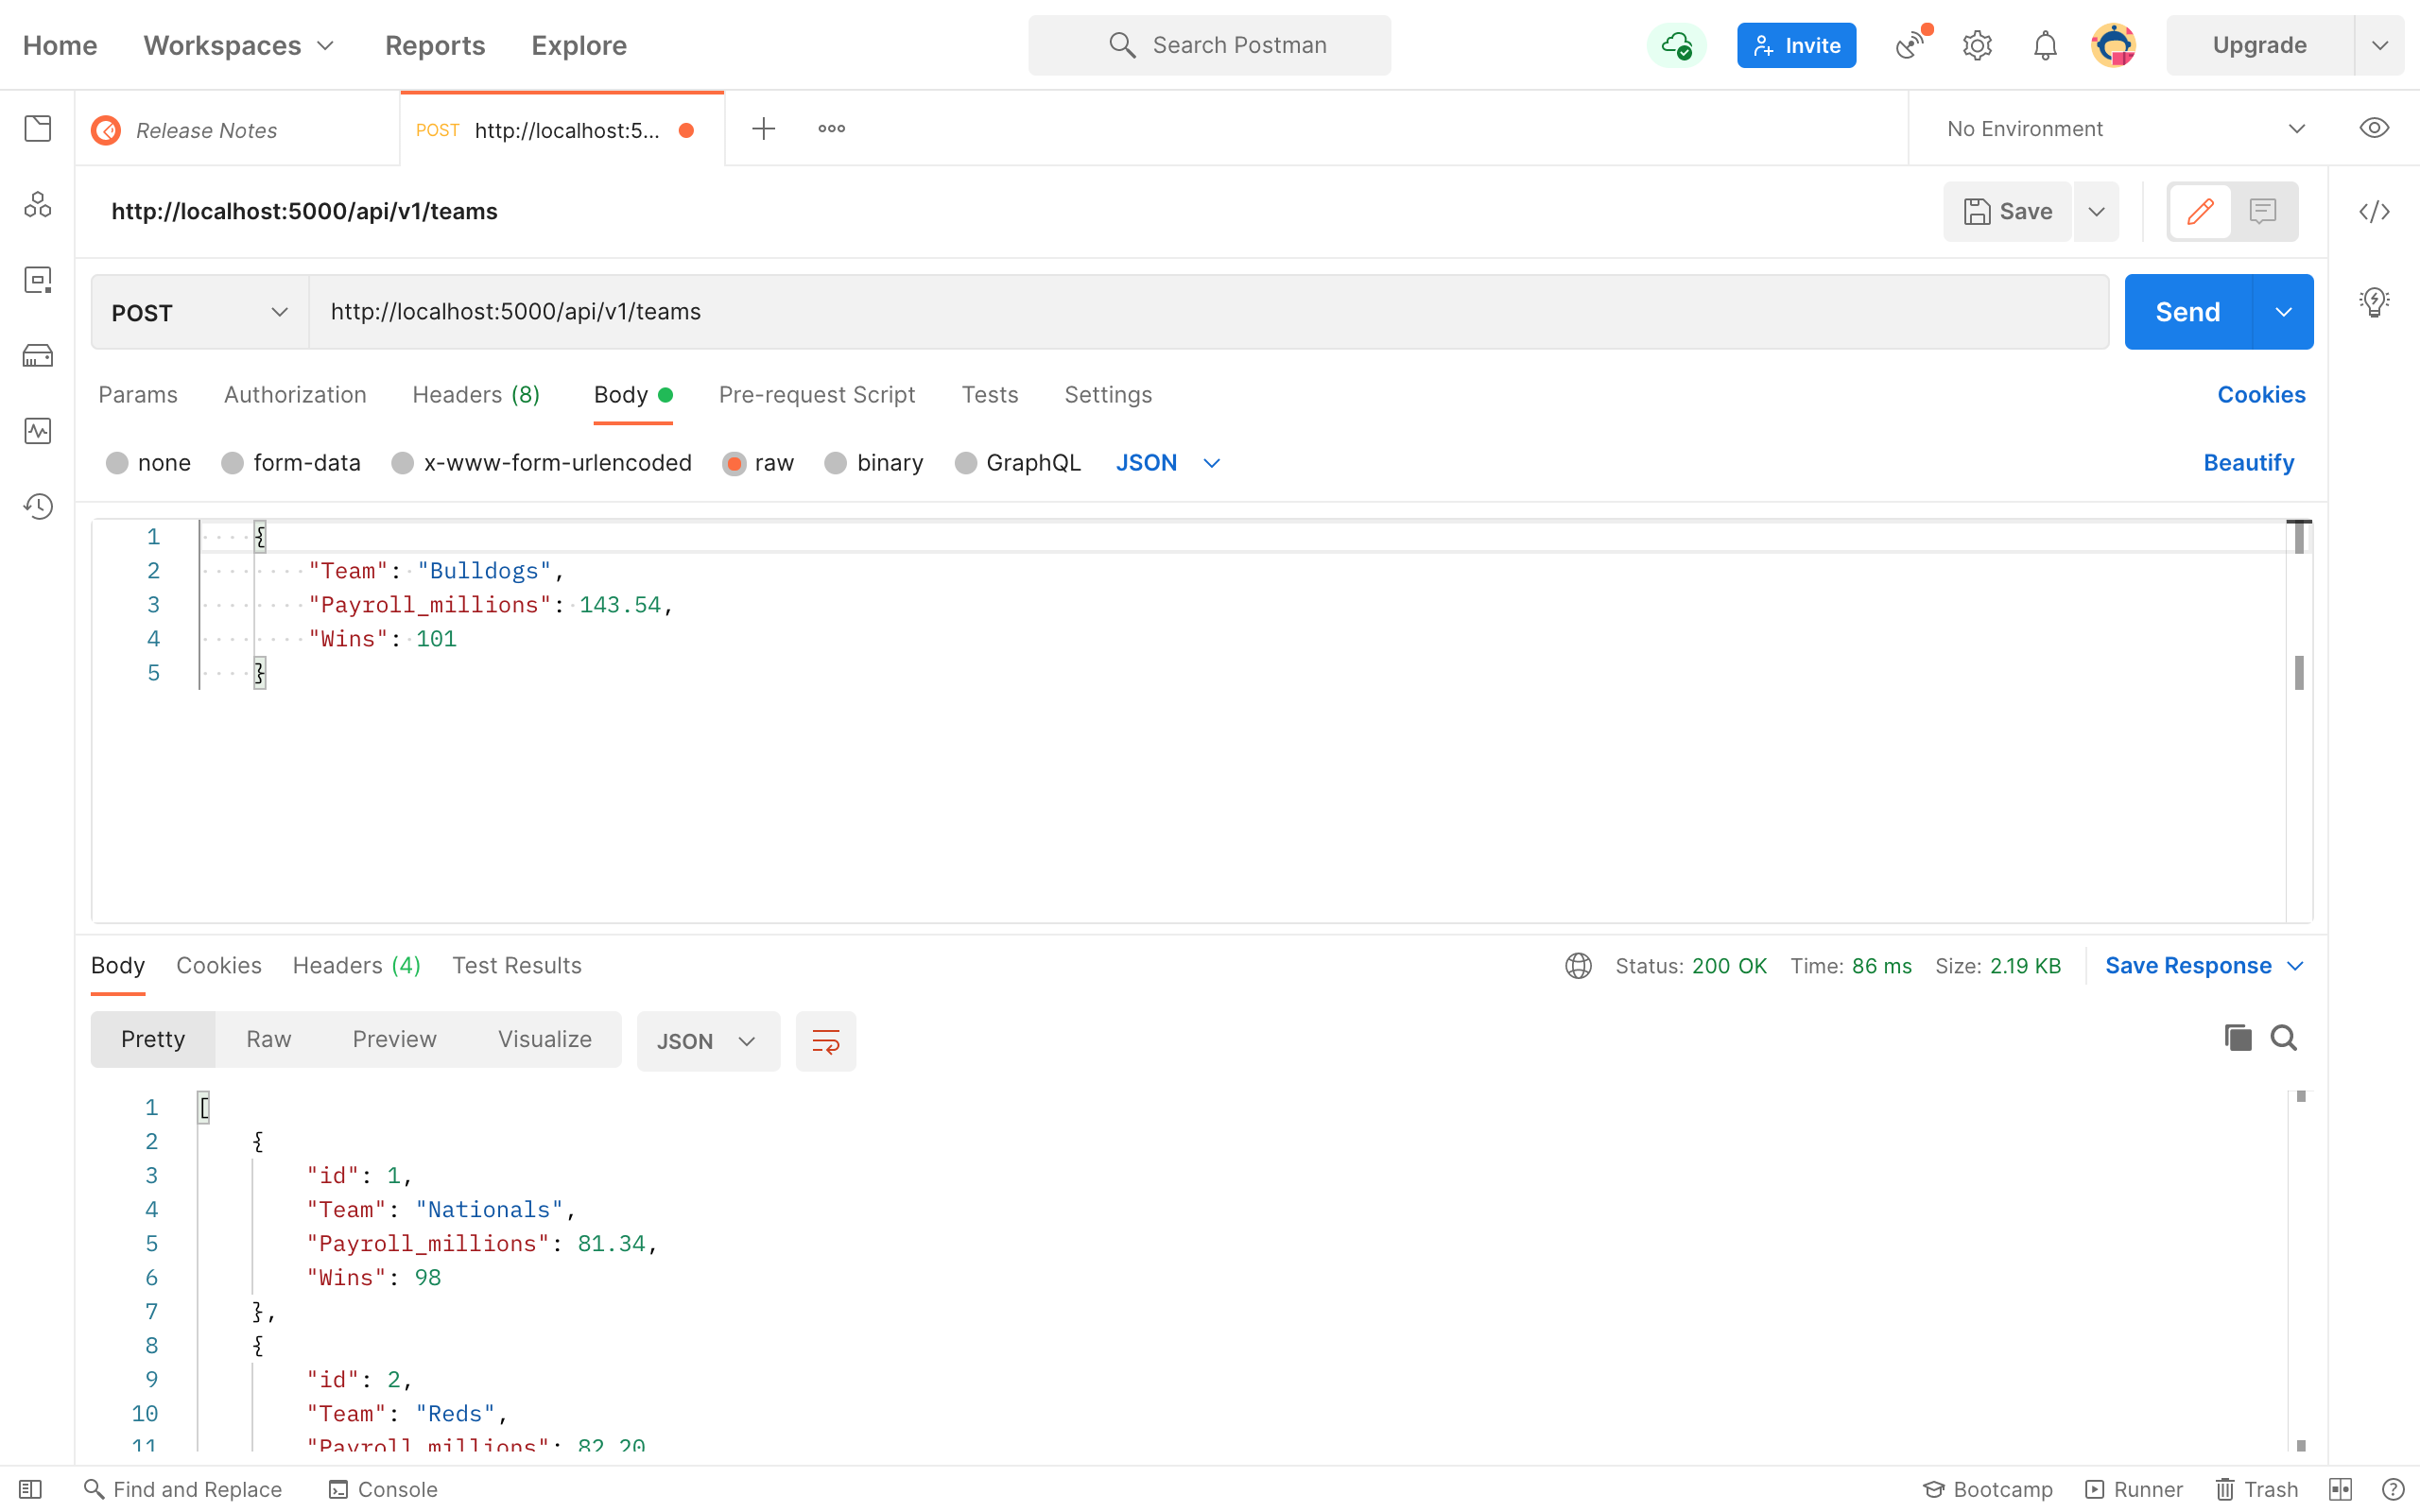 Home Workspaces Reports Explore Search Postman Invite Upgrade
Release Notes POST http://localhost:5... No Environment
http://localhost:5000/api/v1/teams Save
POST http://localhost:5000/api/v1/teams Send
Params Authorization Headers (8) Body Pre-request Script Tests Settings Cookies
none form-data x-www-form-urlencoded raw binary GraphQL JSON Beautify
1 {
2 "Team": "Bulldogs",
3 "Payroll_millions": 143.54,
4 "Wins": 101
5 }
Body Cookies Headers (4) Test Results Status: 200 OK Time: 86 ms Size: 2.19 KB Save Response
Pretty Raw Preview Visualize JSON
1 [
2 {
3 "id": 1,
4 "Team": "Nationals",
5 "Payroll_millions": 81.34,
6 "Wins": 98
7 },
8 {
9 "id": 2,
10 "Team": "Reds",
11 "Payroll_millions": 82.20
Find and Replace Console Bootcamp Runner Trash